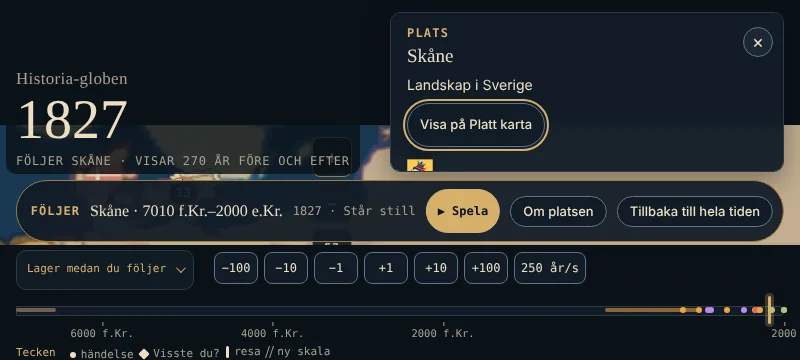 PLATS
Skåne
Landskap i Sverige
Visa på Platt karta
Historia-globen
1827
FÖLJER SKÅNE · VISAR 270 ÅR FÖRE OCH EFTER
FÖLJER Skåne · 7010 f.Kr.–2000 e.Kr. 1827 · Står still ▶ Spela Om platsen Tillbaka till hela tiden
Lager medan du följer −100 −10 −1 +1 +10 +100 250 år/s
6000 f.Kr. 4000 f.Kr. 2000 f.Kr. 2000
Tecken händelse Visste du? resa // ny skala